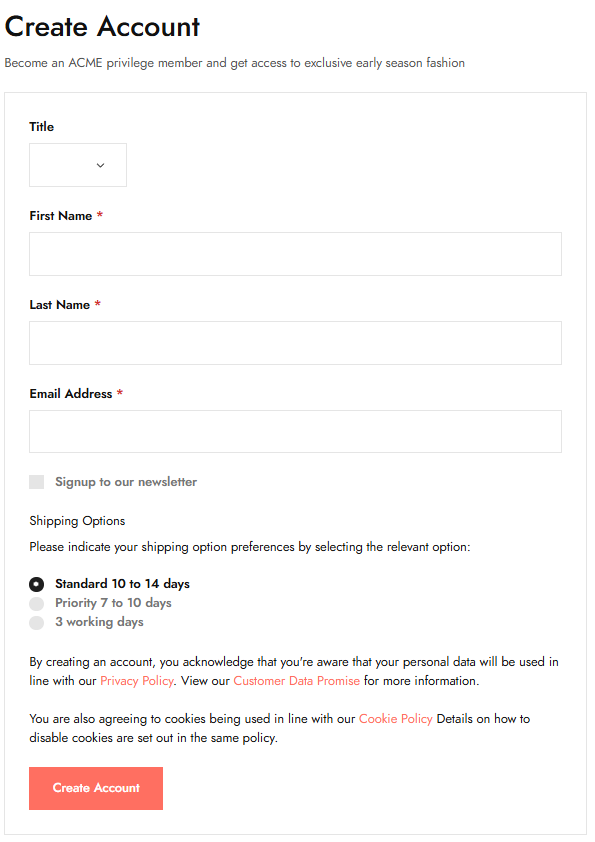 Create Account
Become an ACME privilege member and get access to exclusive early season fashion
Title
First Name *
Last Name *
Email Address *
Signup to our newsletter
Shipping Options
Please indicate your shipping option preferences by selecting the relevant option:
Standard 10 to 14 days
Priority 7 to 10 days
3 working days
By creating an account, you acknowledge that you're aware that your personal data will be used in
line with our Privacy Policy. View our Customer Data Promise for more information.
You are also agreeing to cookies being used in line with our Cookie Policy Details on how to
disable cookies are set out in the same policy.
Create Account